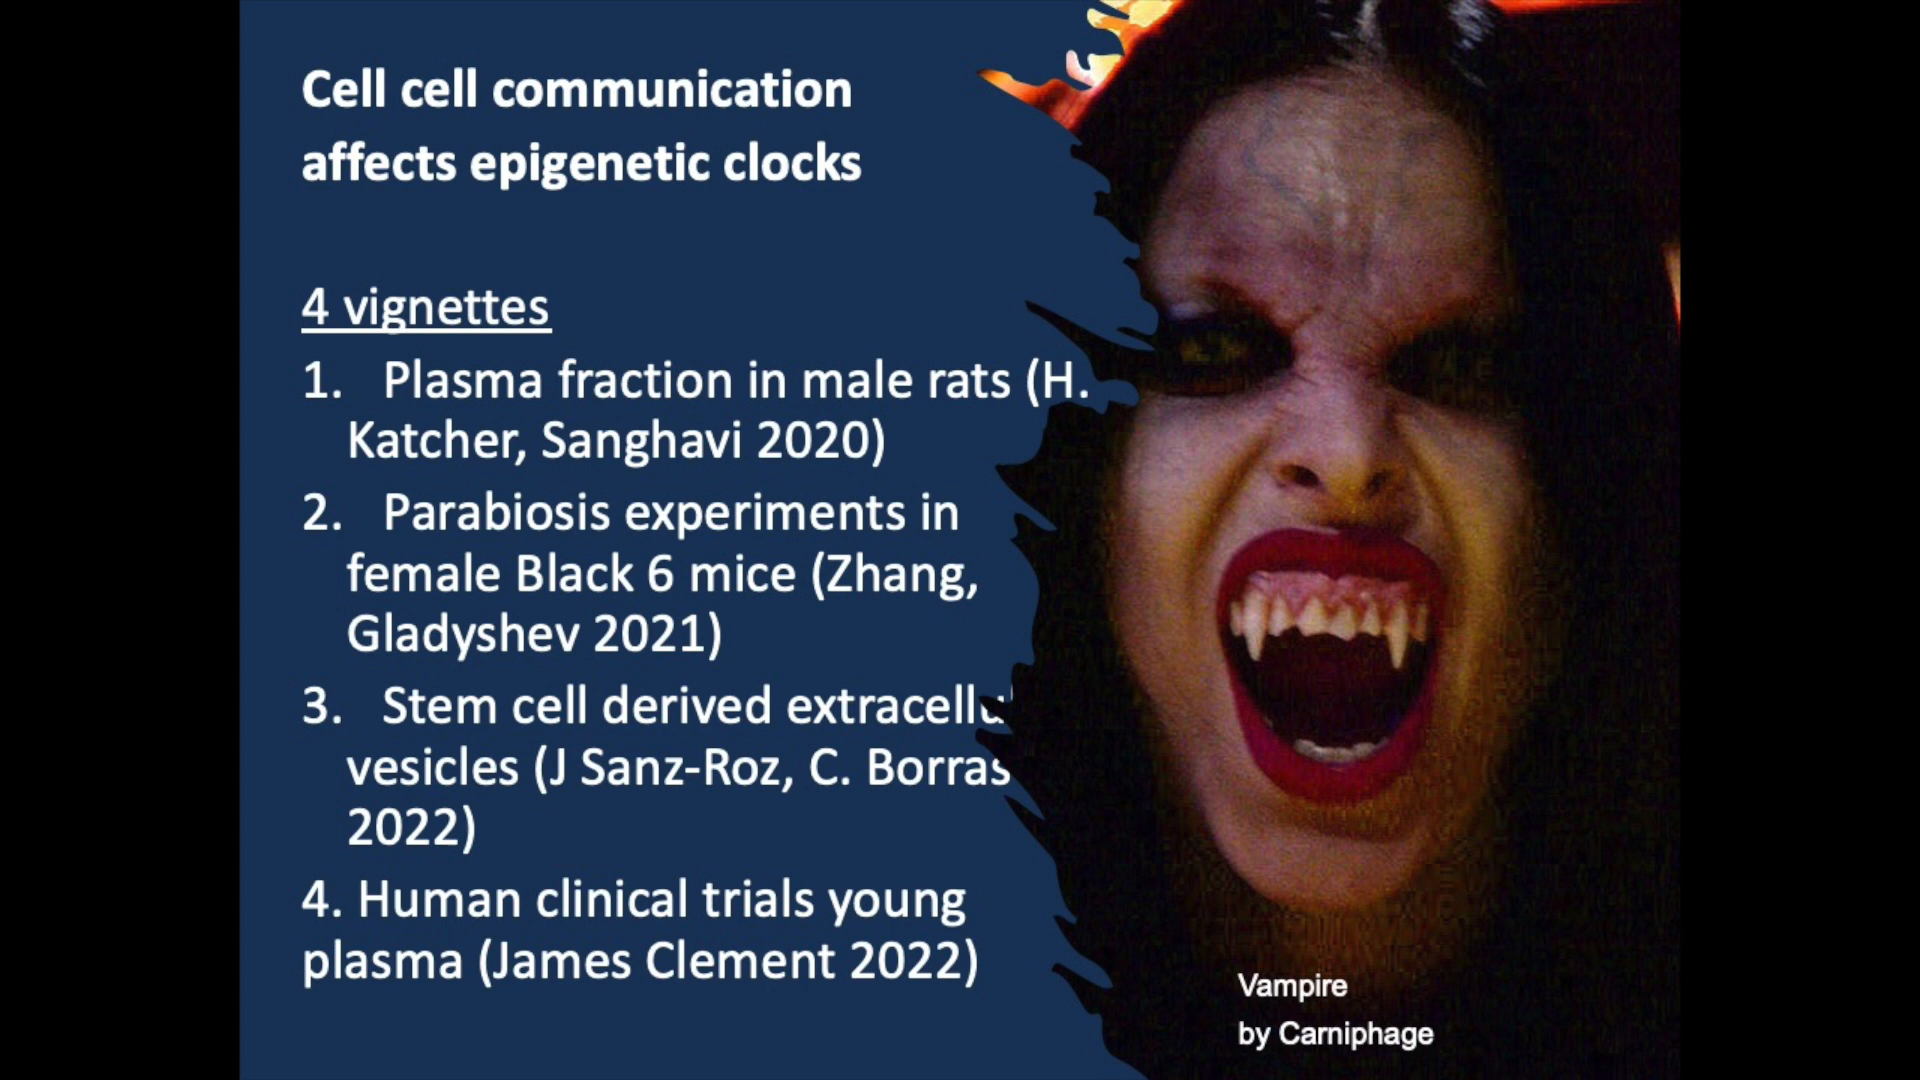 Cell cell communication
affects epigenetic clocks
4 vignettes
1. Plasma fraction in male rats (H.
Katcher, Sanghavi 2020)
2. Parabiosis experiments in
female Black 6 mice (Zhang,
Gladyshev 2021)
3. Stem cell derived
vesicles (J Sanz-Roz, C. Borras
2022)
4. Human clinical trials young
plasma (James Clement 2022)
Vampire
by Carniphage